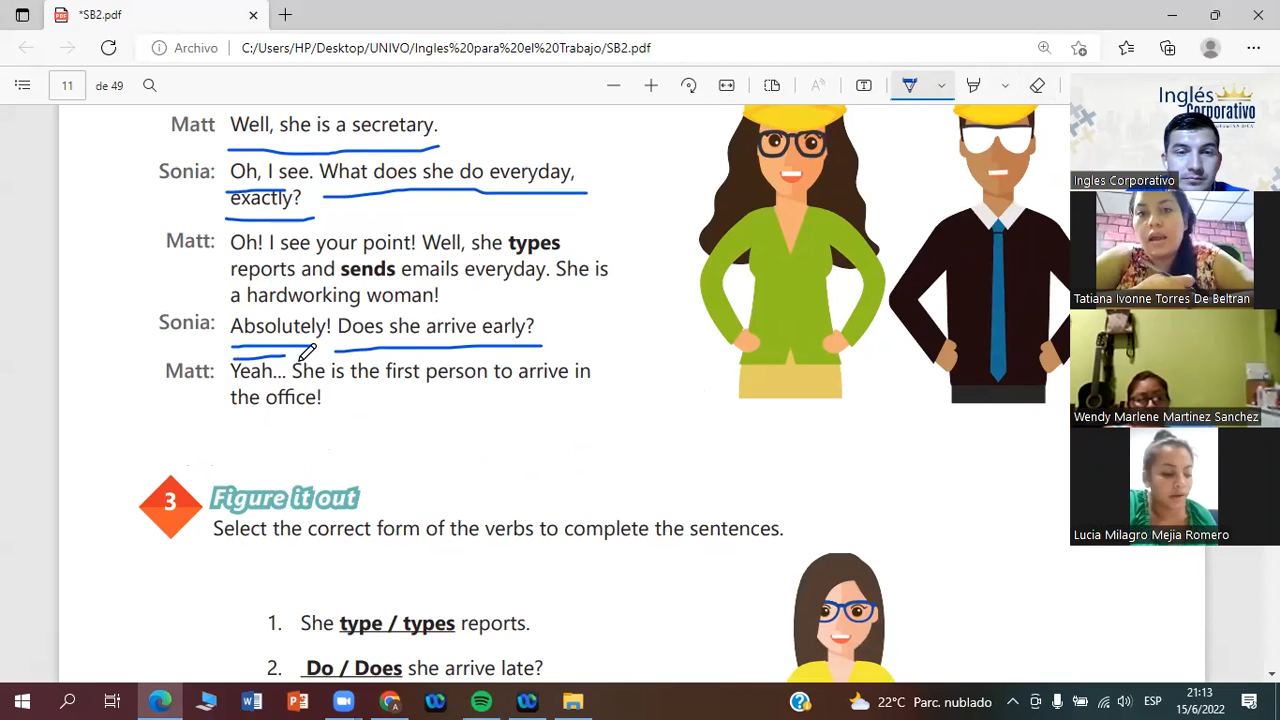 *SB2.pdf
Archivo
C:/Users/HP/Desktop/UNIVO/Ingles%20para%20el%20Trabajo/SB2.pdf
11 de 49
Inglés
Corporativo
Matt Well, she is a secretary.
Sonia: Oh, I see. What does she do everyday,
exactly?
Matt: Oh! I see your point! Well, she types
reports and sends emails everyday. She is
a hardworking woman!
Sonia: Absolutely! Does she arrive early?
Matt: Yeah... She is the first person to arrive in
the office!
3 Figure it out
Select the correct form of the verbs to complete the sentences.
1. She type / types reports.
2. Do / Does she arrive late?
Ingles Corporativo
Tatiana Ivonne Torres De Beltran
Wendy Marlene Martinez Sanchez
Lucia Milagro Mejia Romero
22°C Parc. nublado
ESP
21:13
15/6/2022